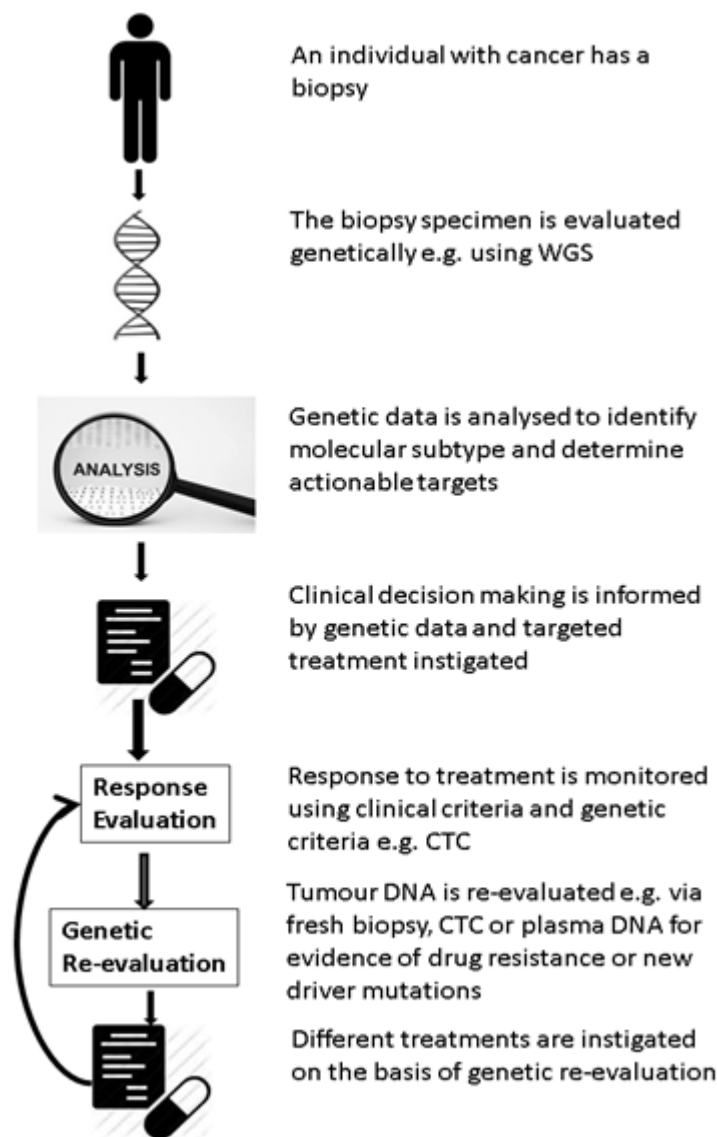 An individual with cancer has a
biopsy
The biopsy specimen is evaluated
genetically e.g. using WGS
ANALYSIS
Genetic data is analysed to identify
molecular subtype and determine
actionable targets
Clinical decision making is informed
by genetic data and targeted
treatment instigated
Response
Evaluation
Response to treatment is monitored
using clinical criteria and genetic
criteria e.g. CTC
Genetic
Re-evaluation
Tumour DNA is re-evaluated e.g. via
fresh biopsy, CTC or plasma DNA for
evidence of drug resistance or new
driver mutations
Different treatments are instigated
on the basis of genetic re-evaluation